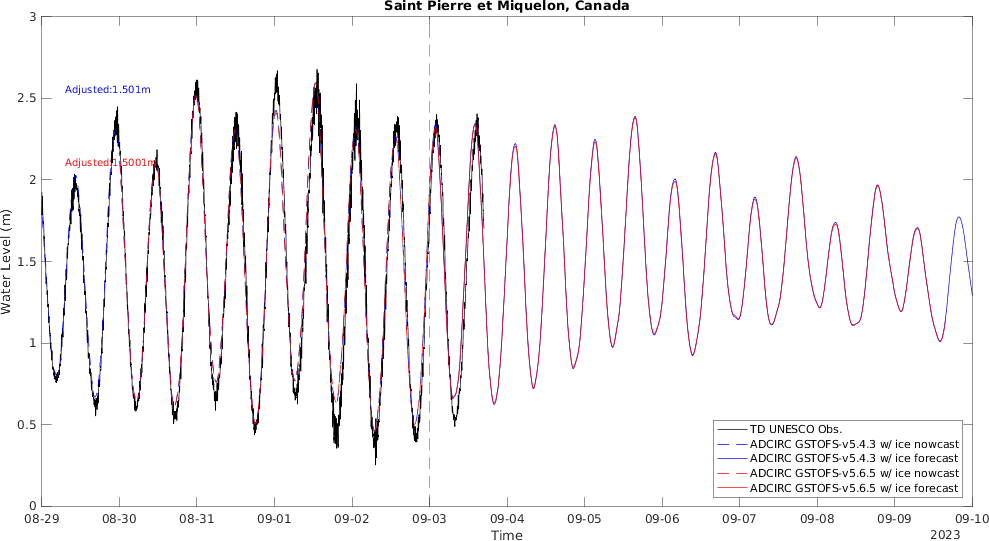 Saint Pierre et Miquelon, Canada
3
2.5
2
1.5
1
0.5
0
Water Level (m)
Adjusted:1.501m
Adjusted:1.5001m
TD UNESCO Obs.
ADCIRC GSTOFS-v5.4.3 w/ ice nowcast
ADCIRC GSTOFS-v5.4.3 w/ ice forecast
ADCIRC GSTOFS-v5.6.5 w/ ice nowcast
ADCIRC GSTOFS-v5.6.5 w/ ice forecast
08-29 08-30 08-31 09-01 09-02 09-03 09-04 09-05 09-06 09-07 09-08 09-09 09-10
Time
2023